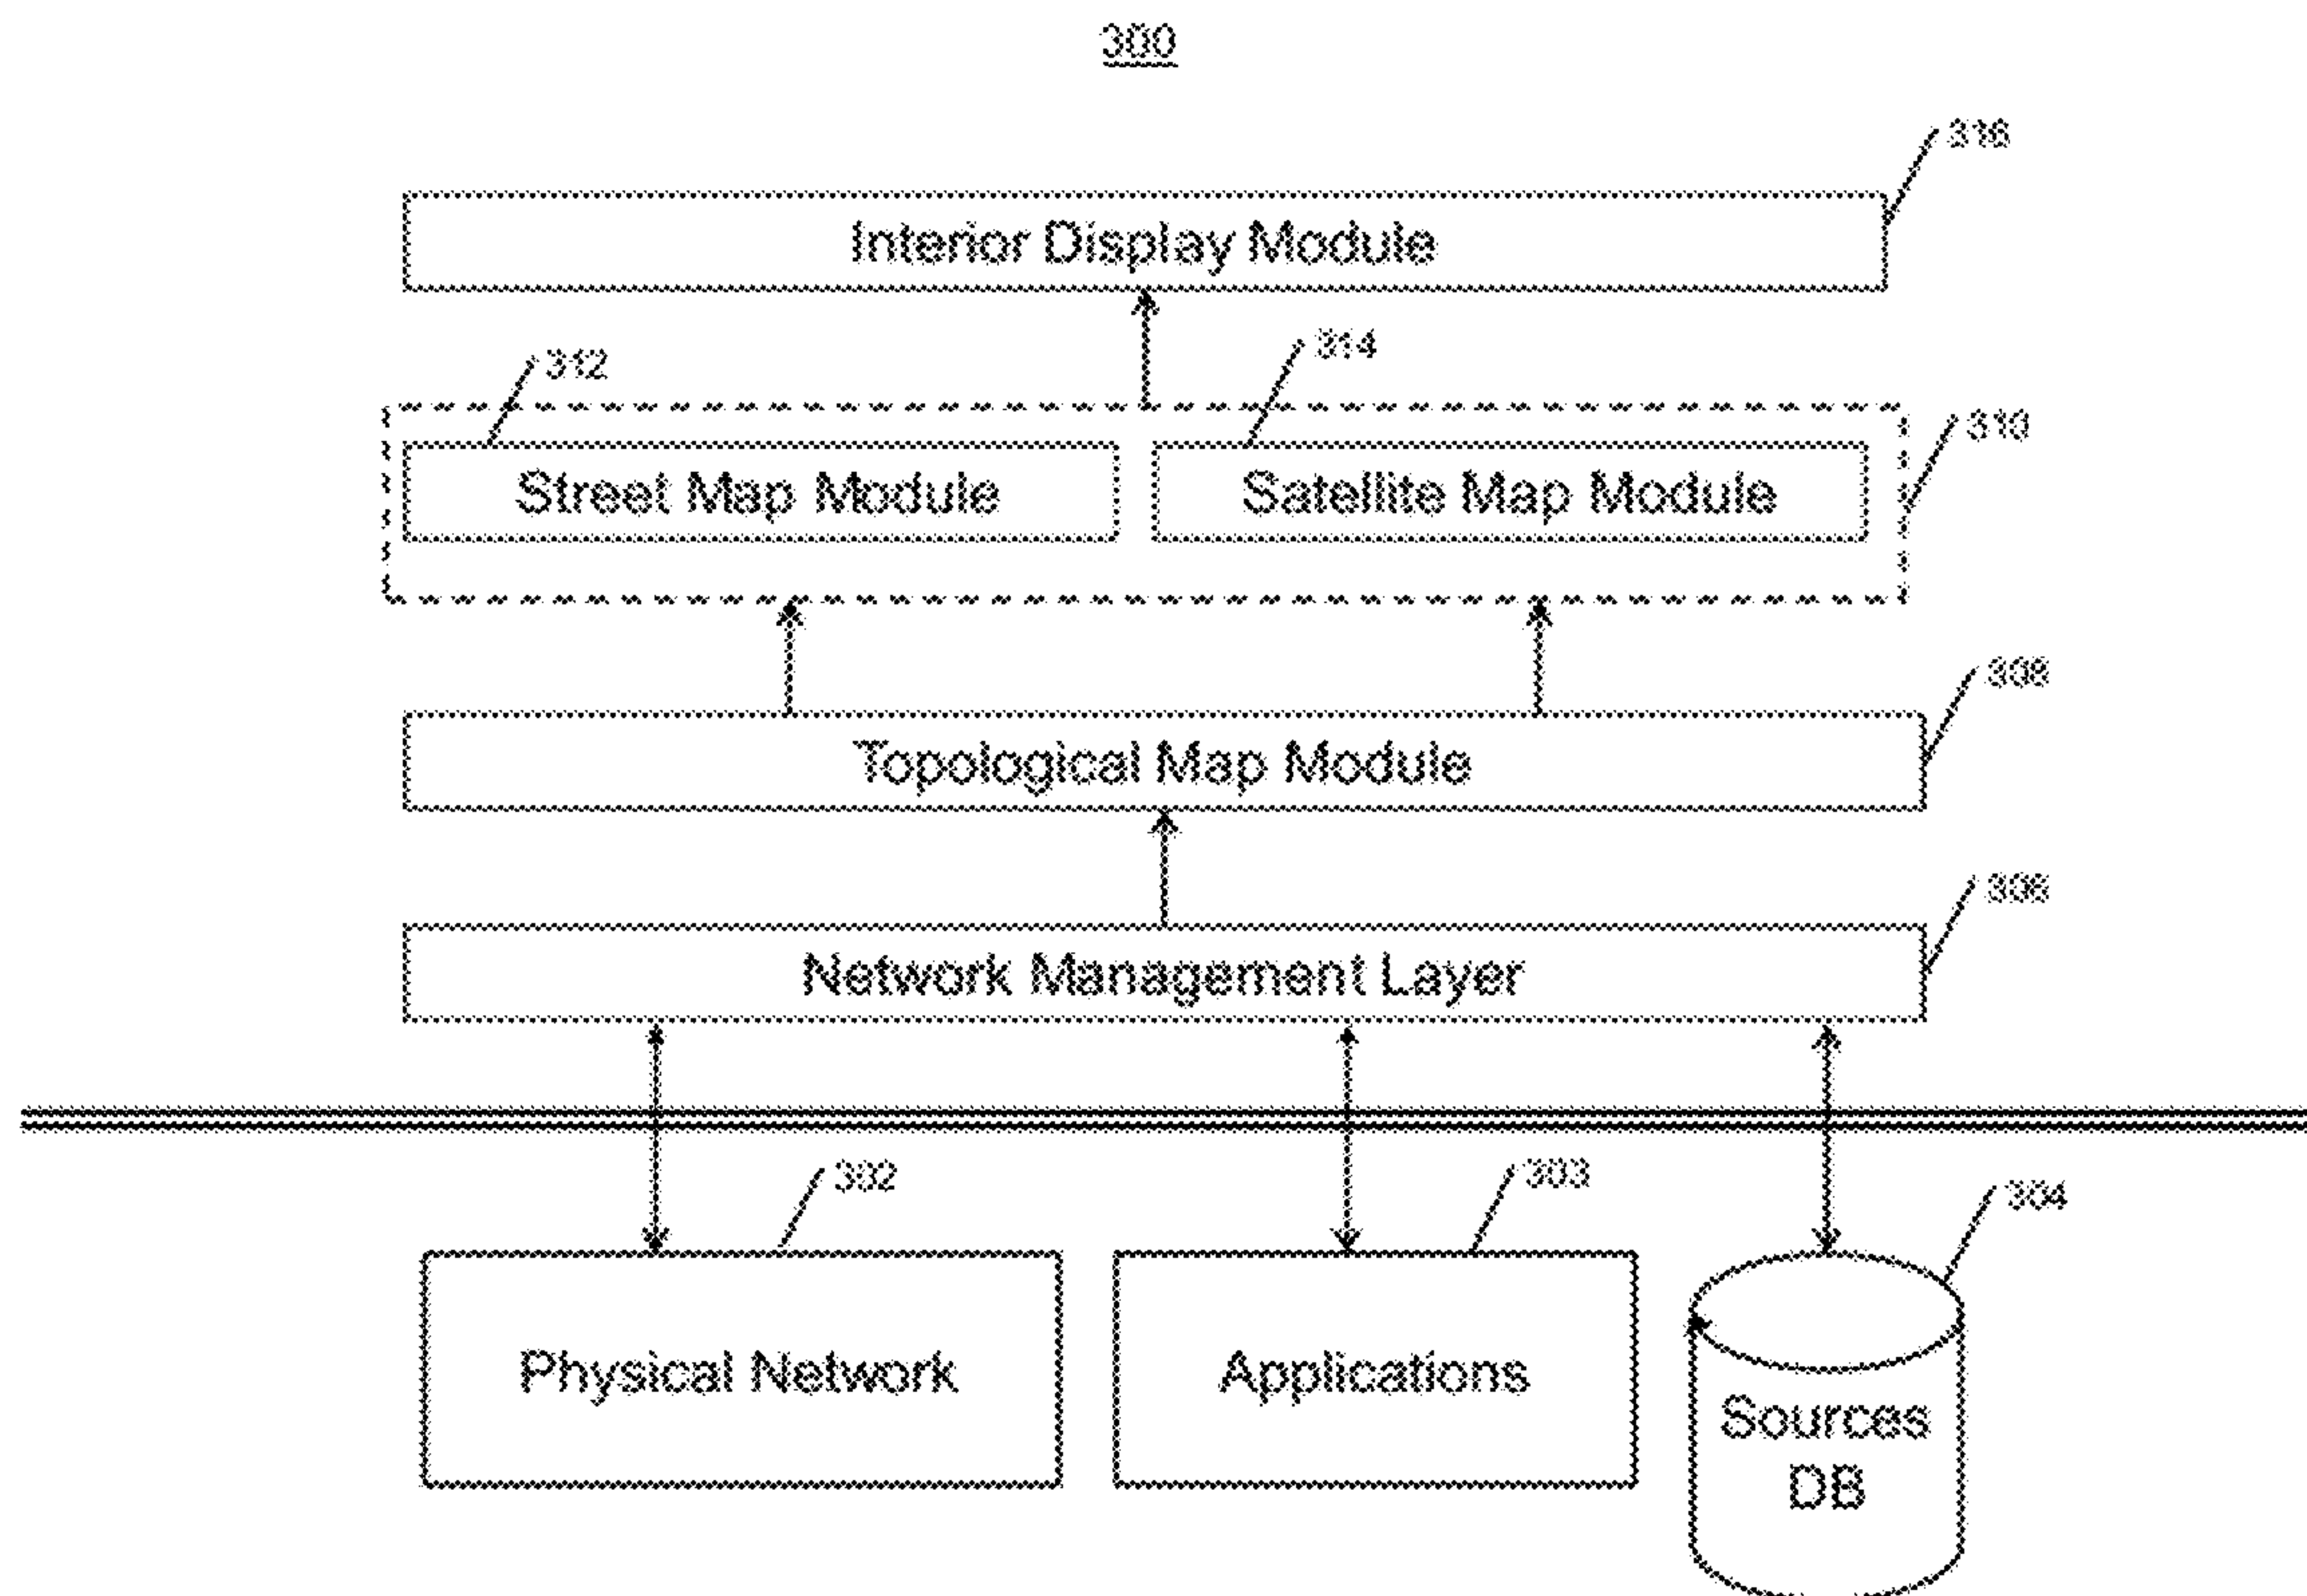 300
316
Interior Display Module
314
312
310
Street Map Module
Satellite Map Module
308
Topological Map Module
306
Network Management Layer
302
303
304
Physical Network
Applications
Sources
DB